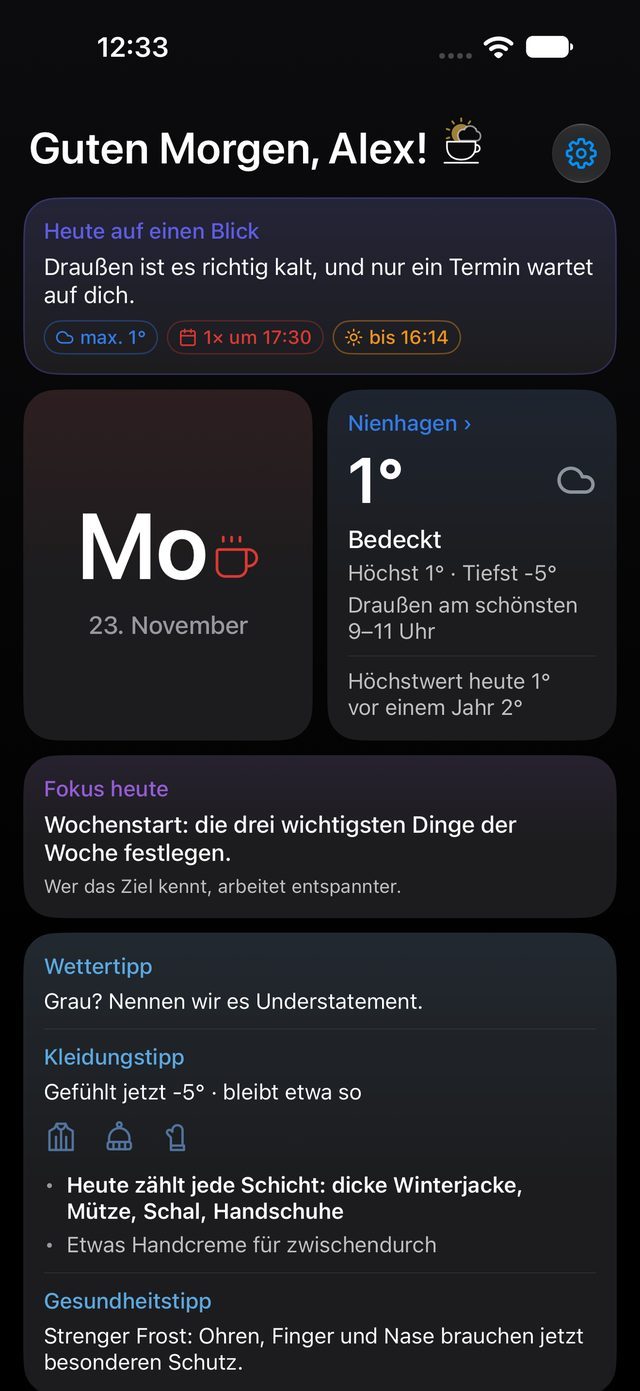 12:33
Guten Morgen, Alex!
Heute auf einen Blick
Draußen ist es richtig kalt, und nur ein Termin wartet
auf dich.
max. 1° 1× um 17:30 bis 16:14
Mo
23. November
Nienhagen ›
1°
Bedeckt
Höchst 1° · Tiefst -5°
Draußen am schönsten
9–11 Uhr
Höchstwert heute 1°
vor einem Jahr 2°
Fokus heute
Wochenstart: die drei wichtigsten Dinge der
Woche festlegen.
Wer das Ziel kennt, arbeitet entspannter.
Wettertipp
Grau? Nennen wir es Understatement.
Kleidungstipp
Gefühlt jetzt -5° · bleibt etwa so
• Heute zählt jede Schicht: dicke Winterjacke,
Mütze, Schal, Handschuhe
• Etwas Handcreme für zwischendurch
Gesundheitstipp
Strenger Frost: Ohren, Finger und Nase brauchen jetzt
besonderen Schutz.